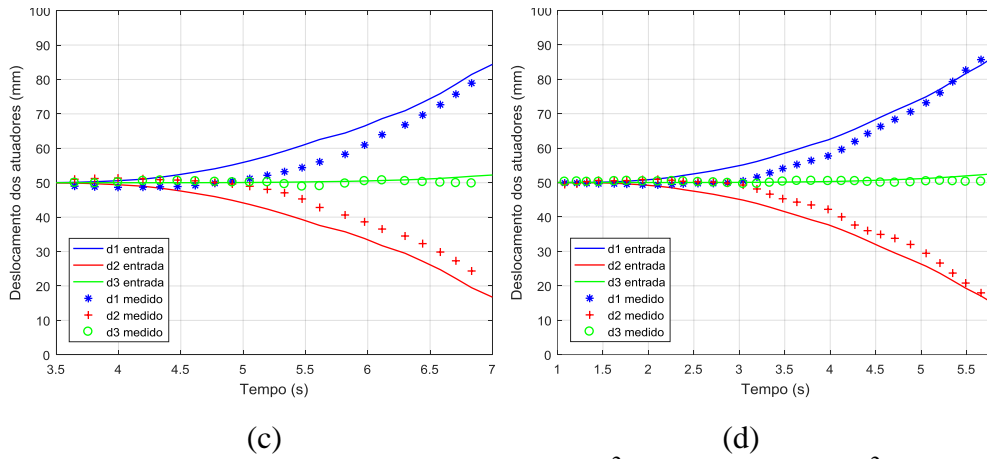 100
90
80
70
60
50
40
30
20
10
0
Deslocamento dos atuadores (mm)
d1 entrada
d2 entrada
d3 entrada
d1 medido
d2 medido
d3 medido
3.5 4 4.5 5 5.5 6 6.5 7
Tempo (s)
(c)
100
90
80
70
60
50
40
30
20
10
0
Deslocamento dos atuadores (mm)
d1 entrada
d2 entrada
d3 entrada
d1 medido
d2 medido
d3 medido
1 1.5 2 2.5 3 3.5 4 4.5 5 5.5
Tempo (s)
(d)